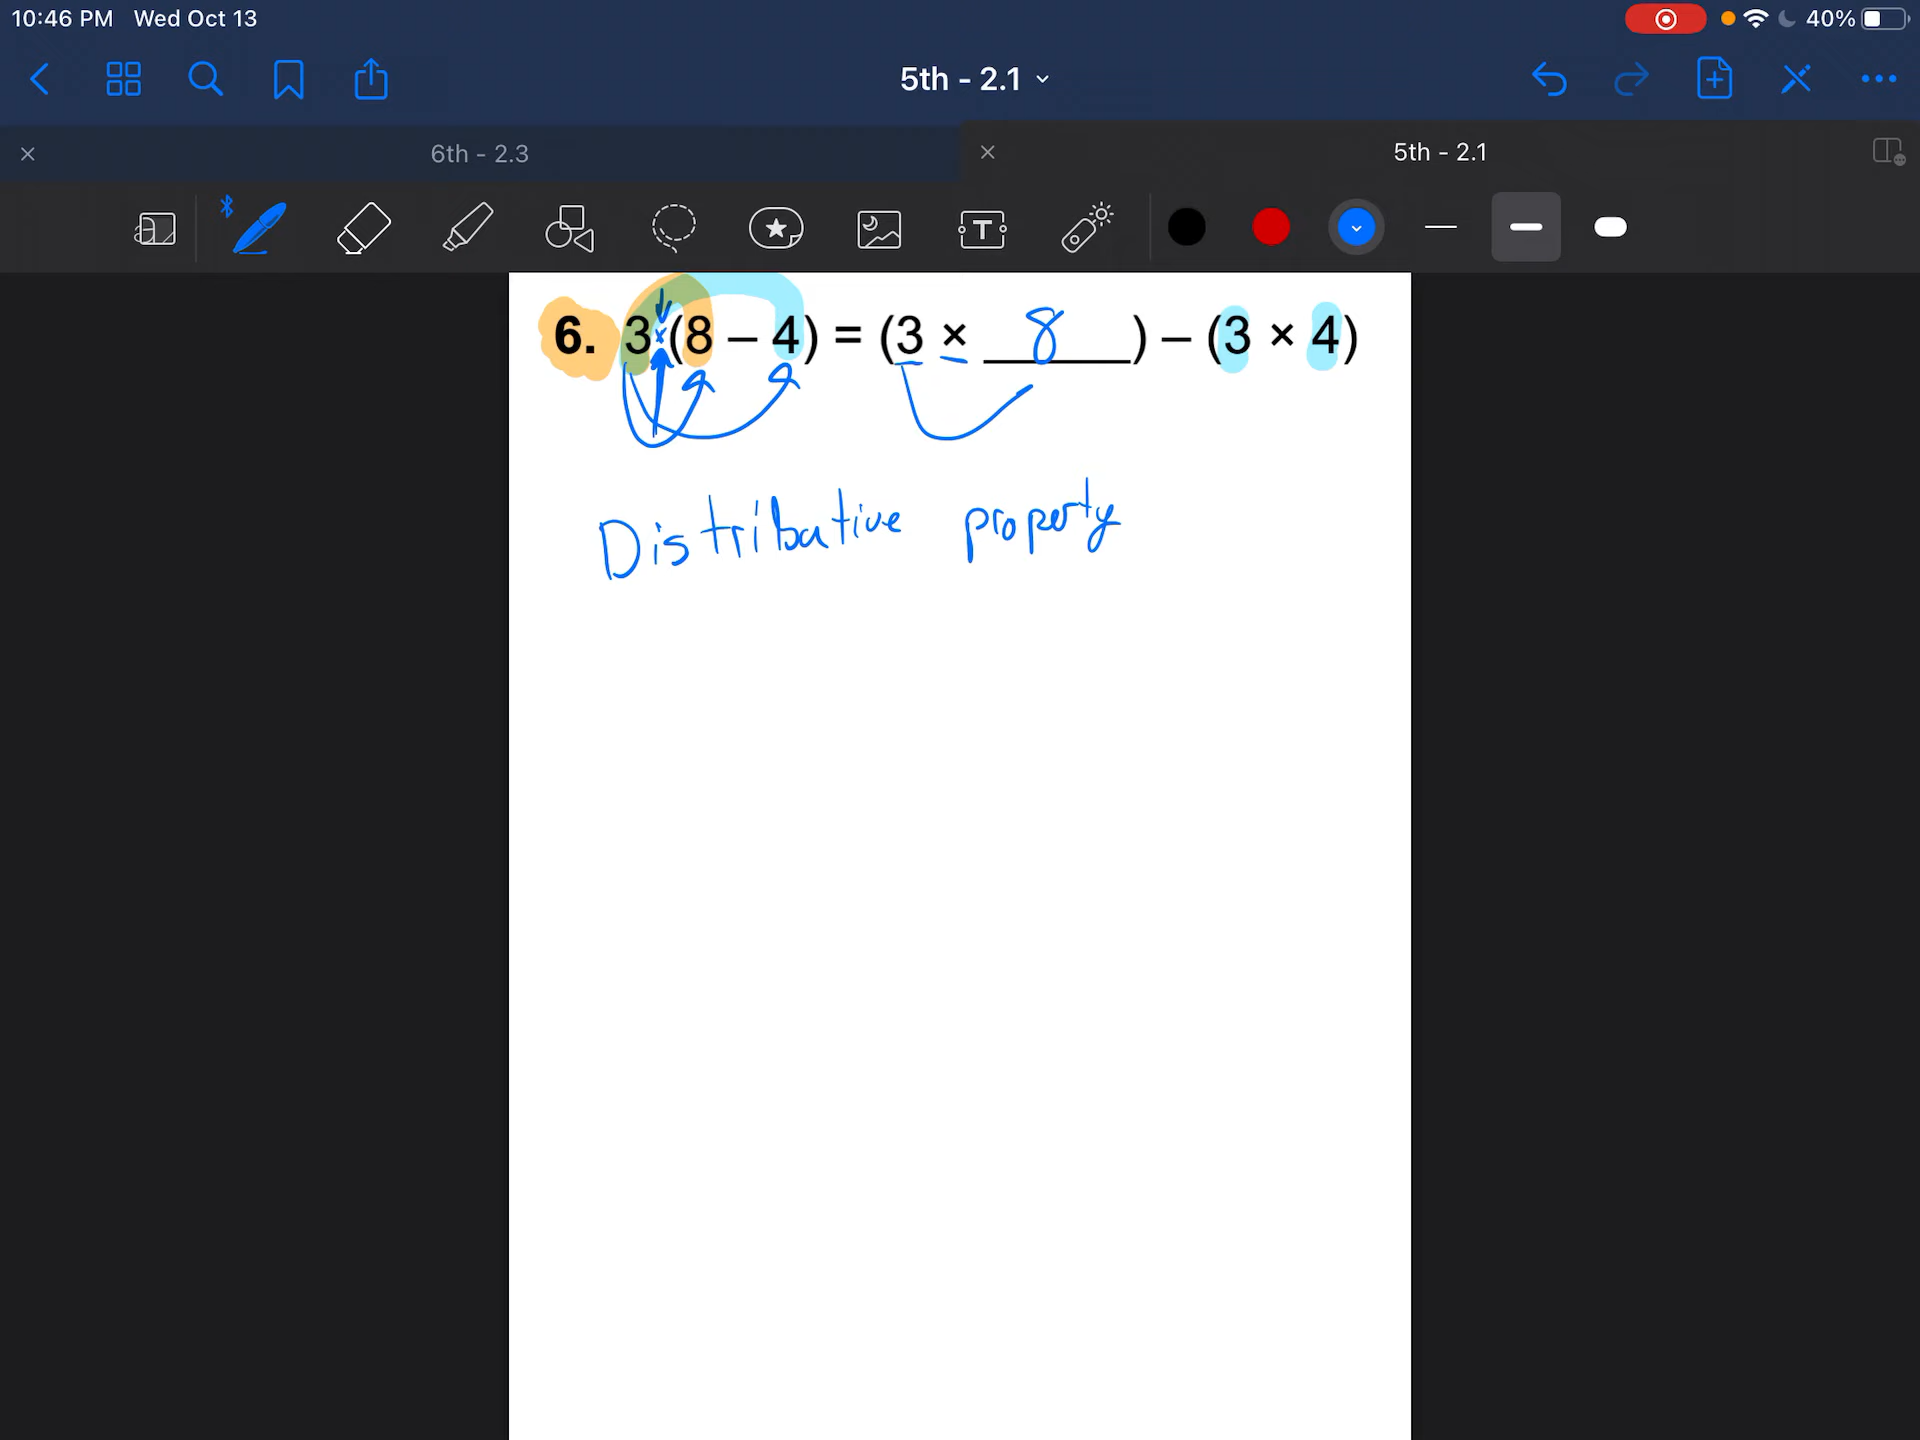 10:46 PM Wed Oct 13 40%
5th - 2.1
6th - 2.3 5th - 2.1
6. 3×(8 – 4) = (3 × 8) – (3 × 4)
Distributive property